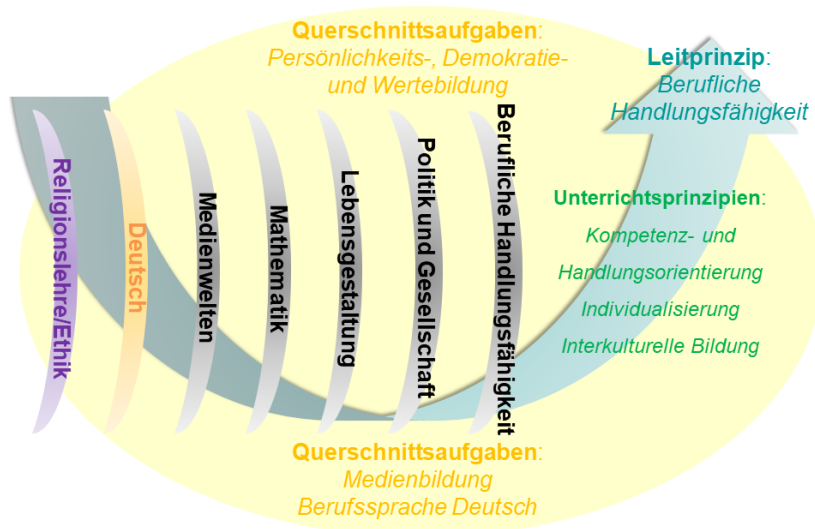 Querschnittsaufgaben:
Persönlichkeits-, Demokratie-
und Wertebildung
Leitprinzip:
Berufliche
Handlungsfähigkeit
Religionslehre/Ethik
Deutsch
Medienwelten
Mathematik
Lebensgestaltung
Politik und Gesellschaft
Berufliche Handlungsfähigkeit
Unterrichtsprinzipien:
Kompetenz- und
Handlungsorientierung
Individualisierung
Interkulturelle Bildung
Querschnittsaufgaben:
Medienbildung
Berufssprache Deutsch